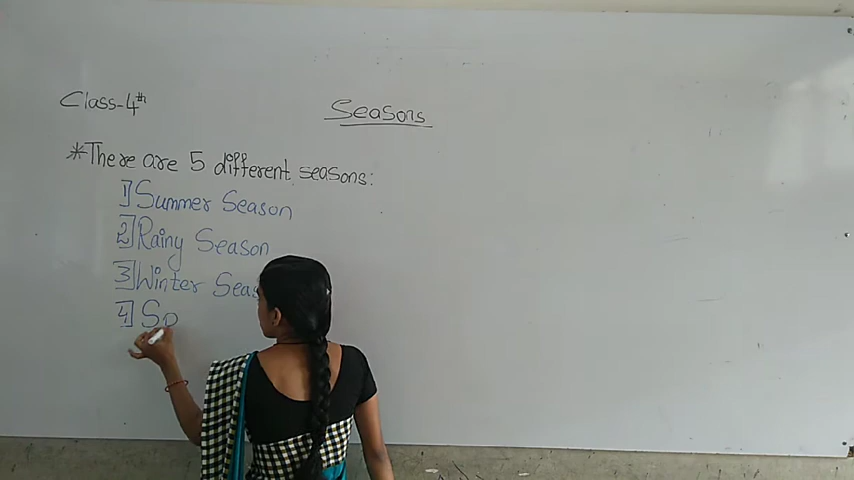 Class-4th
Seasons
*There are 5 different seasons:
1] Summer Season
2] Rainy Season
3] Winter Seas
4] Sp